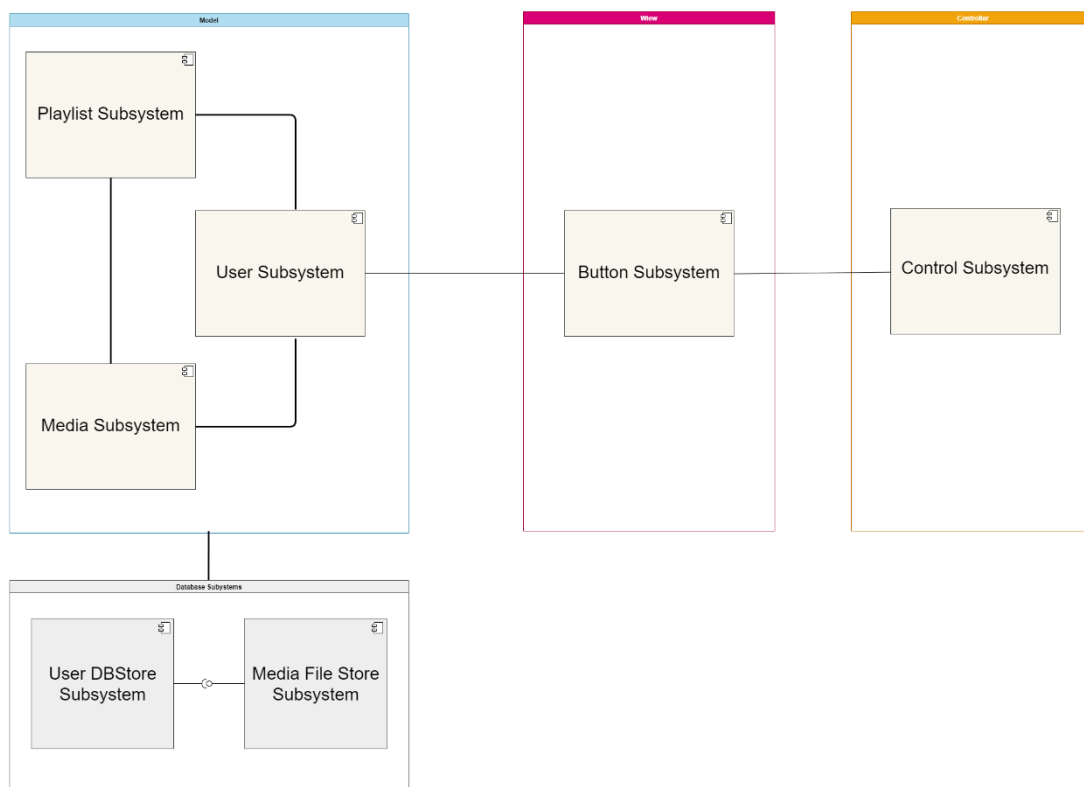 Model
Wiew
Controller
Playlist Subsystem
User Subsystem
Button Subsystem
Control Subsystem
Media Subsystem
Database Subystems
User DBStore
Subsystem
Media File Store
Subsystem